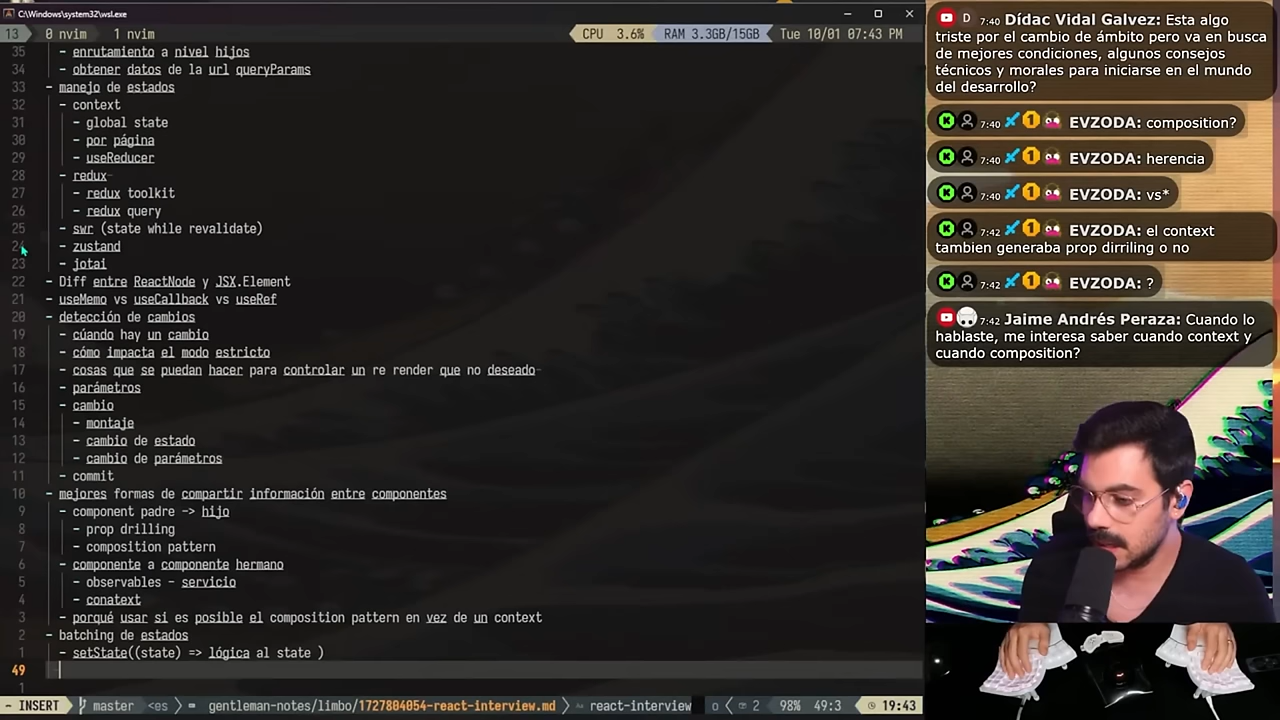 C:\Windows\system32\wsl.exe
13 0 nvim 1 nvim CPU 3.6% RAM 3.3GB/15GB Tue 10/01 07:43 PM
35 - enrutamiento a nivel hijos
34 - obtener datos de la url queryParams
33 - manejo de estados
32 - context
31 - global state
30 - por página
29 - useReducer
28 - redux
27 - redux toolkit
26 - redux query
25 - swr (state while revalidate)
24 - zustand
23 - jotai
22 - Diff entre ReactNode y JSX.Element
21 - useMemo vs useCallback vs useRef
20 - detección de cambios
19 - cúando hay un cambio
18 - cómo impacta el modo estricto
17 - cosas que se puedan hacer para controlar un re render que no deseado
16 - parámetros
15 - cambio
14 - montaje
13 - cambio de estado
12 - cambio de parámetros
11 - commit
10 - mejores formas de compartir información entre componentes
9 - component padre -> hijo
8 - prop drilling
7 - composition pattern
6 - componente a componente hermano
5 - observables - servicio
4 - conatext
3 - porqué usar si es posible el composition pattern en vez de un context
2 - batching de estados
1 - setState((state) => lógica al state )
49 -
1
~ INSERT master <es gentleman-notes/limbo/1727804054-react-interview.md react-interview 2 98% 49:3 19:43
D 7:40 Dídac Vidal Galvez: Esta algo
triste por el cambio de ámbito pero va en busca
de mejores condiciones, algunos consejos
técnicos y morales para iniciarse en el mundo
del desarrollo?
K 7:40 1 EVZODA: composition?
K 7:40 1 EVZODA: herencia
K 7:40 1 EVZODA: vs*
K 7:42 1 EVZODA: el context
tambien generaba prop dirriling o no
K 7:42 1 EVZODA: ?
7:42 Jaime Andrés Peraza: Cuando lo
hablaste, me interesa saber cuando context y
cuando composition?